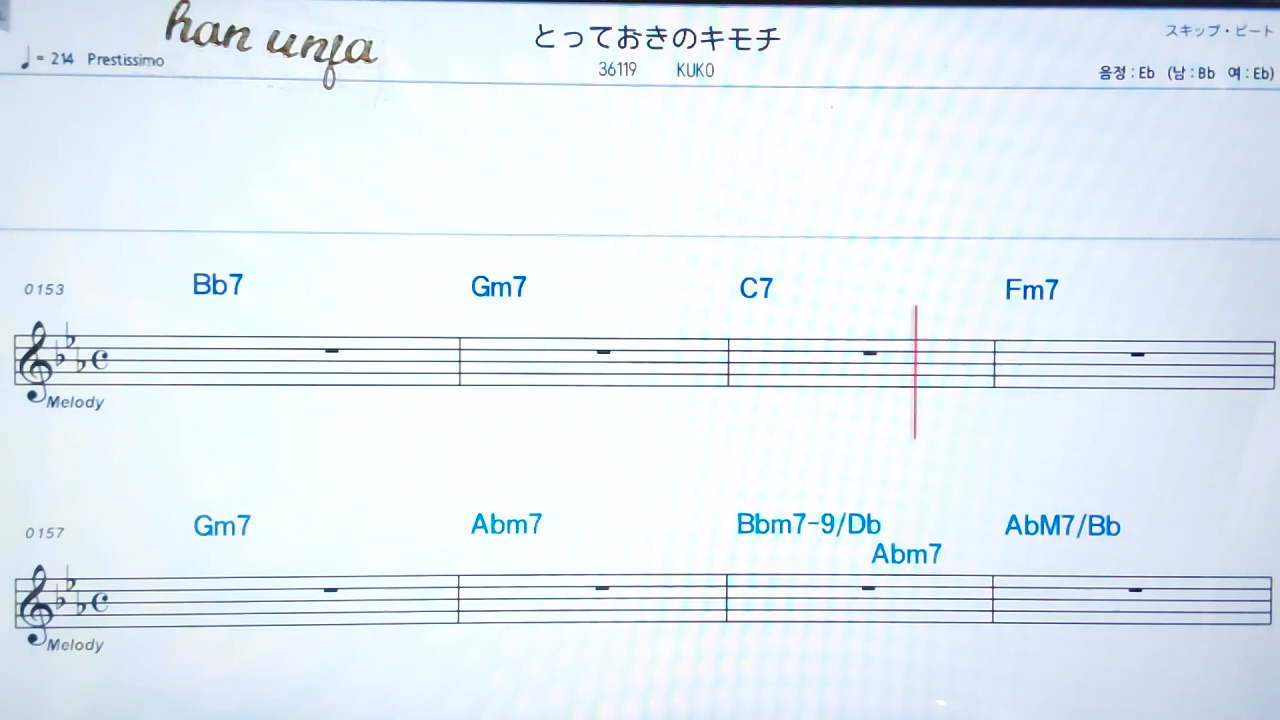 han unfa
とっておきのキモチ
スキップ・ビート
♩= 214 Prestissimo
36119 KUKO
음정 : Eb (남 : Bb 여 : Eb)
0153 Bb7 Gm7 C7 Fm7
Melody
0157 Gm7 Abm7 Bbm7-9/Db AbM7/Bb
Abm7
Melody